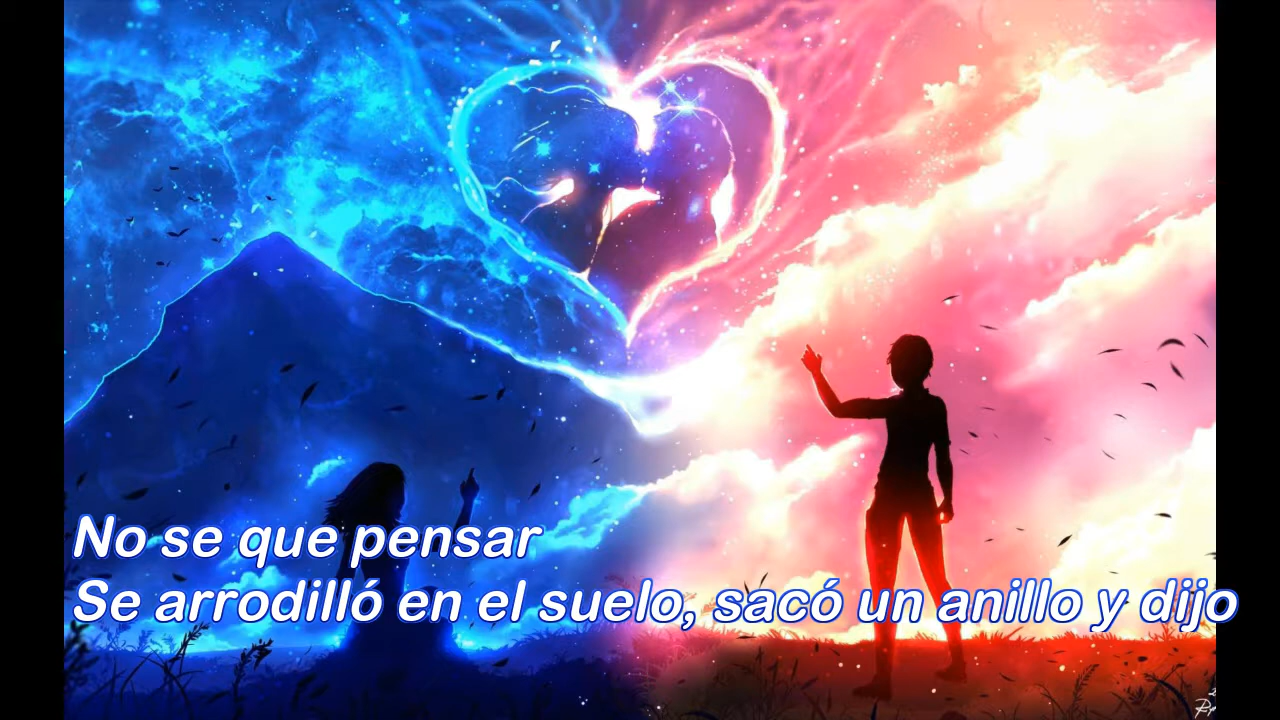 No se que pensar
Se arrodilló en el suelo, sacó un anillo y dijo